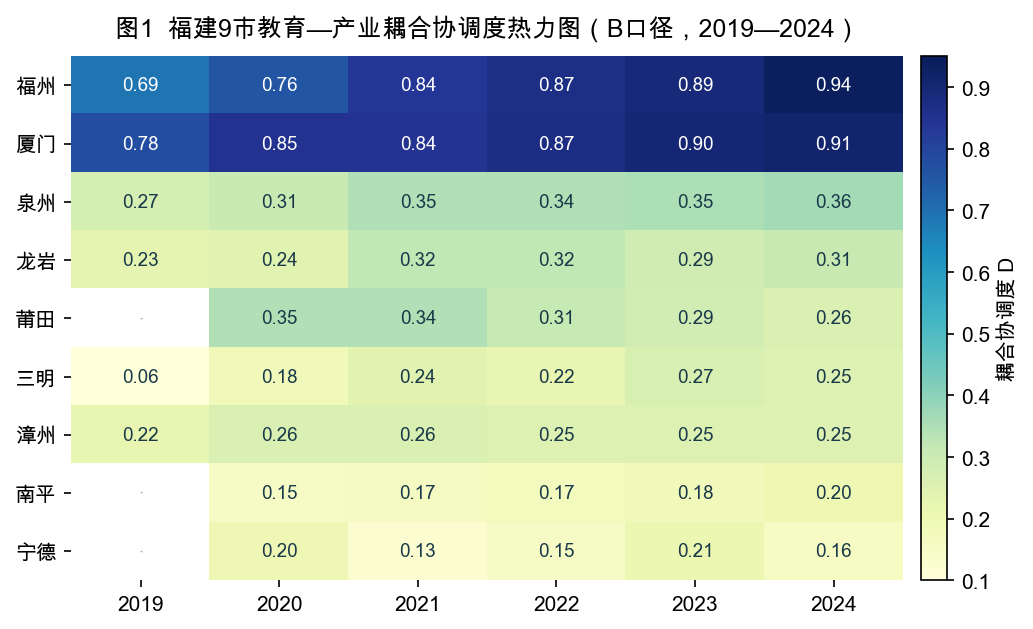 图1 福建9市教育—产业耦合协调度热力图（B口径，2019—2024）
福州 0.69 0.76 0.84 0.87 0.89 0.94
厦门 0.78 0.85 0.84 0.87 0.90 0.91
泉州 0.27 0.31 0.35 0.34 0.35 0.36
龙岩 0.23 0.24 0.32 0.32 0.29 0.31
莆田 · 0.35 0.34 0.31 0.29 0.26
三明 0.06 0.18 0.24 0.22 0.27 0.25
漳州 0.22 0.26 0.26 0.25 0.25 0.25
南平 · 0.15 0.17 0.17 0.18 0.20
宁德 · 0.20 0.13 0.15 0.21 0.16
2019 2020 2021 2022 2023 2024
0.9
0.8
0.7
0.6
0.5
0.4
0.3
0.2
0.1
耦合协调度 D